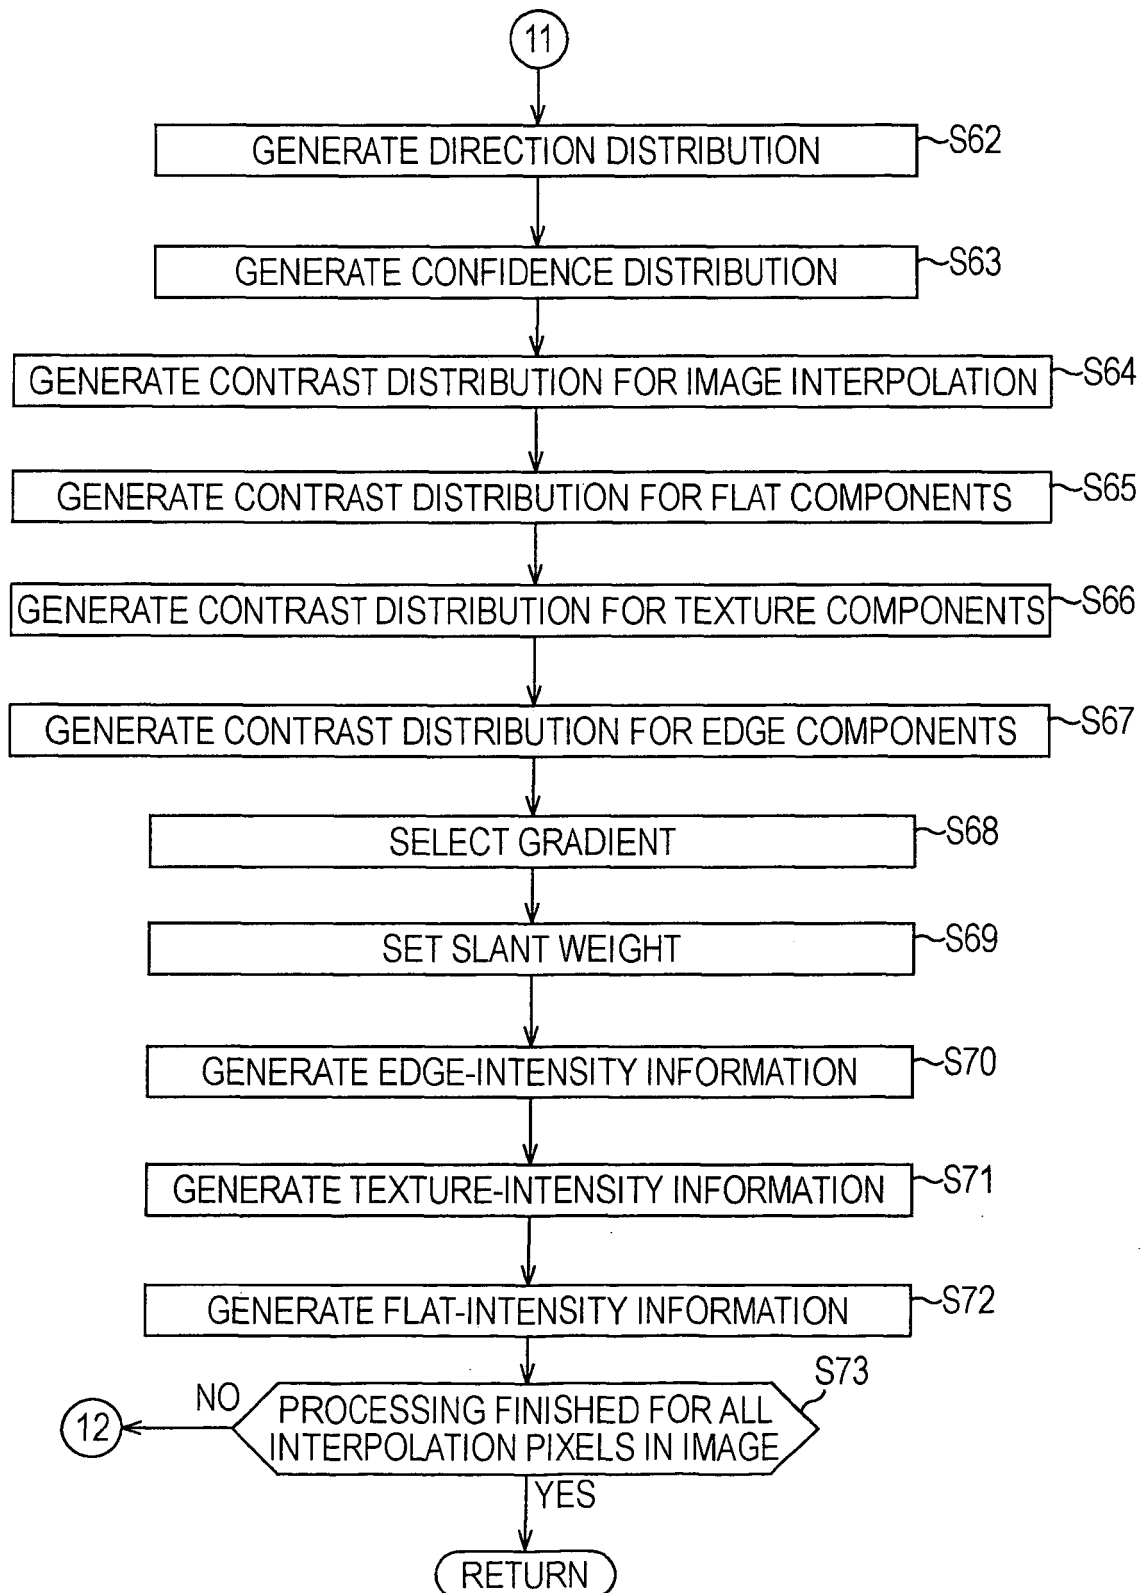 11
GENERATE DIRECTION DISTRIBUTION
S62
GENERATE CONFIDENCE DISTRIBUTION
S63
GENERATE CONTRAST DISTRIBUTION FOR IMAGE INTERPOLATION
S64
GENERATE CONTRAST DISTRIBUTION FOR FLAT COMPONENTS
S65
GENERATE CONTRAST DISTRIBUTION FOR TEXTURE COMPONENTS
S66
GENERATE CONTRAST DISTRIBUTION FOR EDGE COMPONENTS
S67
SELECT GRADIENT
S68
SET SLANT WEIGHT
S69
GENERATE EDGE-INTENSITY INFORMATION
S70
GENERATE TEXTURE-INTENSITY INFORMATION
S71
GENERATE FLAT-INTENSITY INFORMATION
S72
S73
NO
PROCESSING FINISHED FOR ALL
INTERPOLATION PIXELS IN IMAGE
12
YES
RETURN